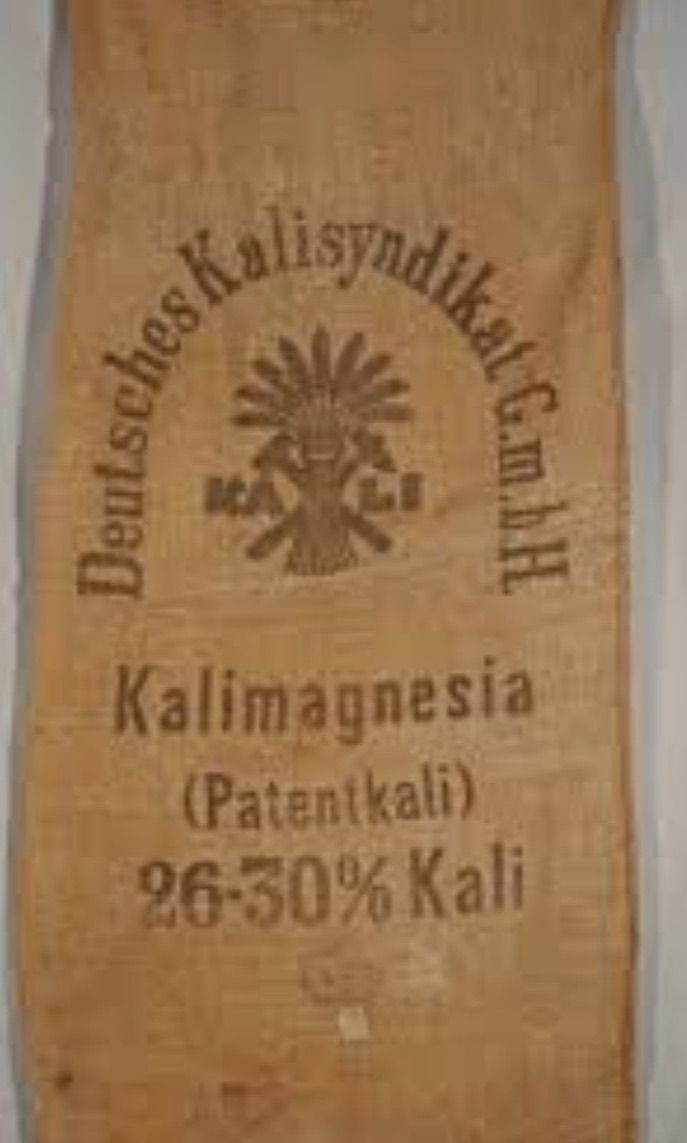 Deutsches Kalisyndikat G.m.b.H
KALI
Kalimagnesia
(Patentkali)
26-30% Kali